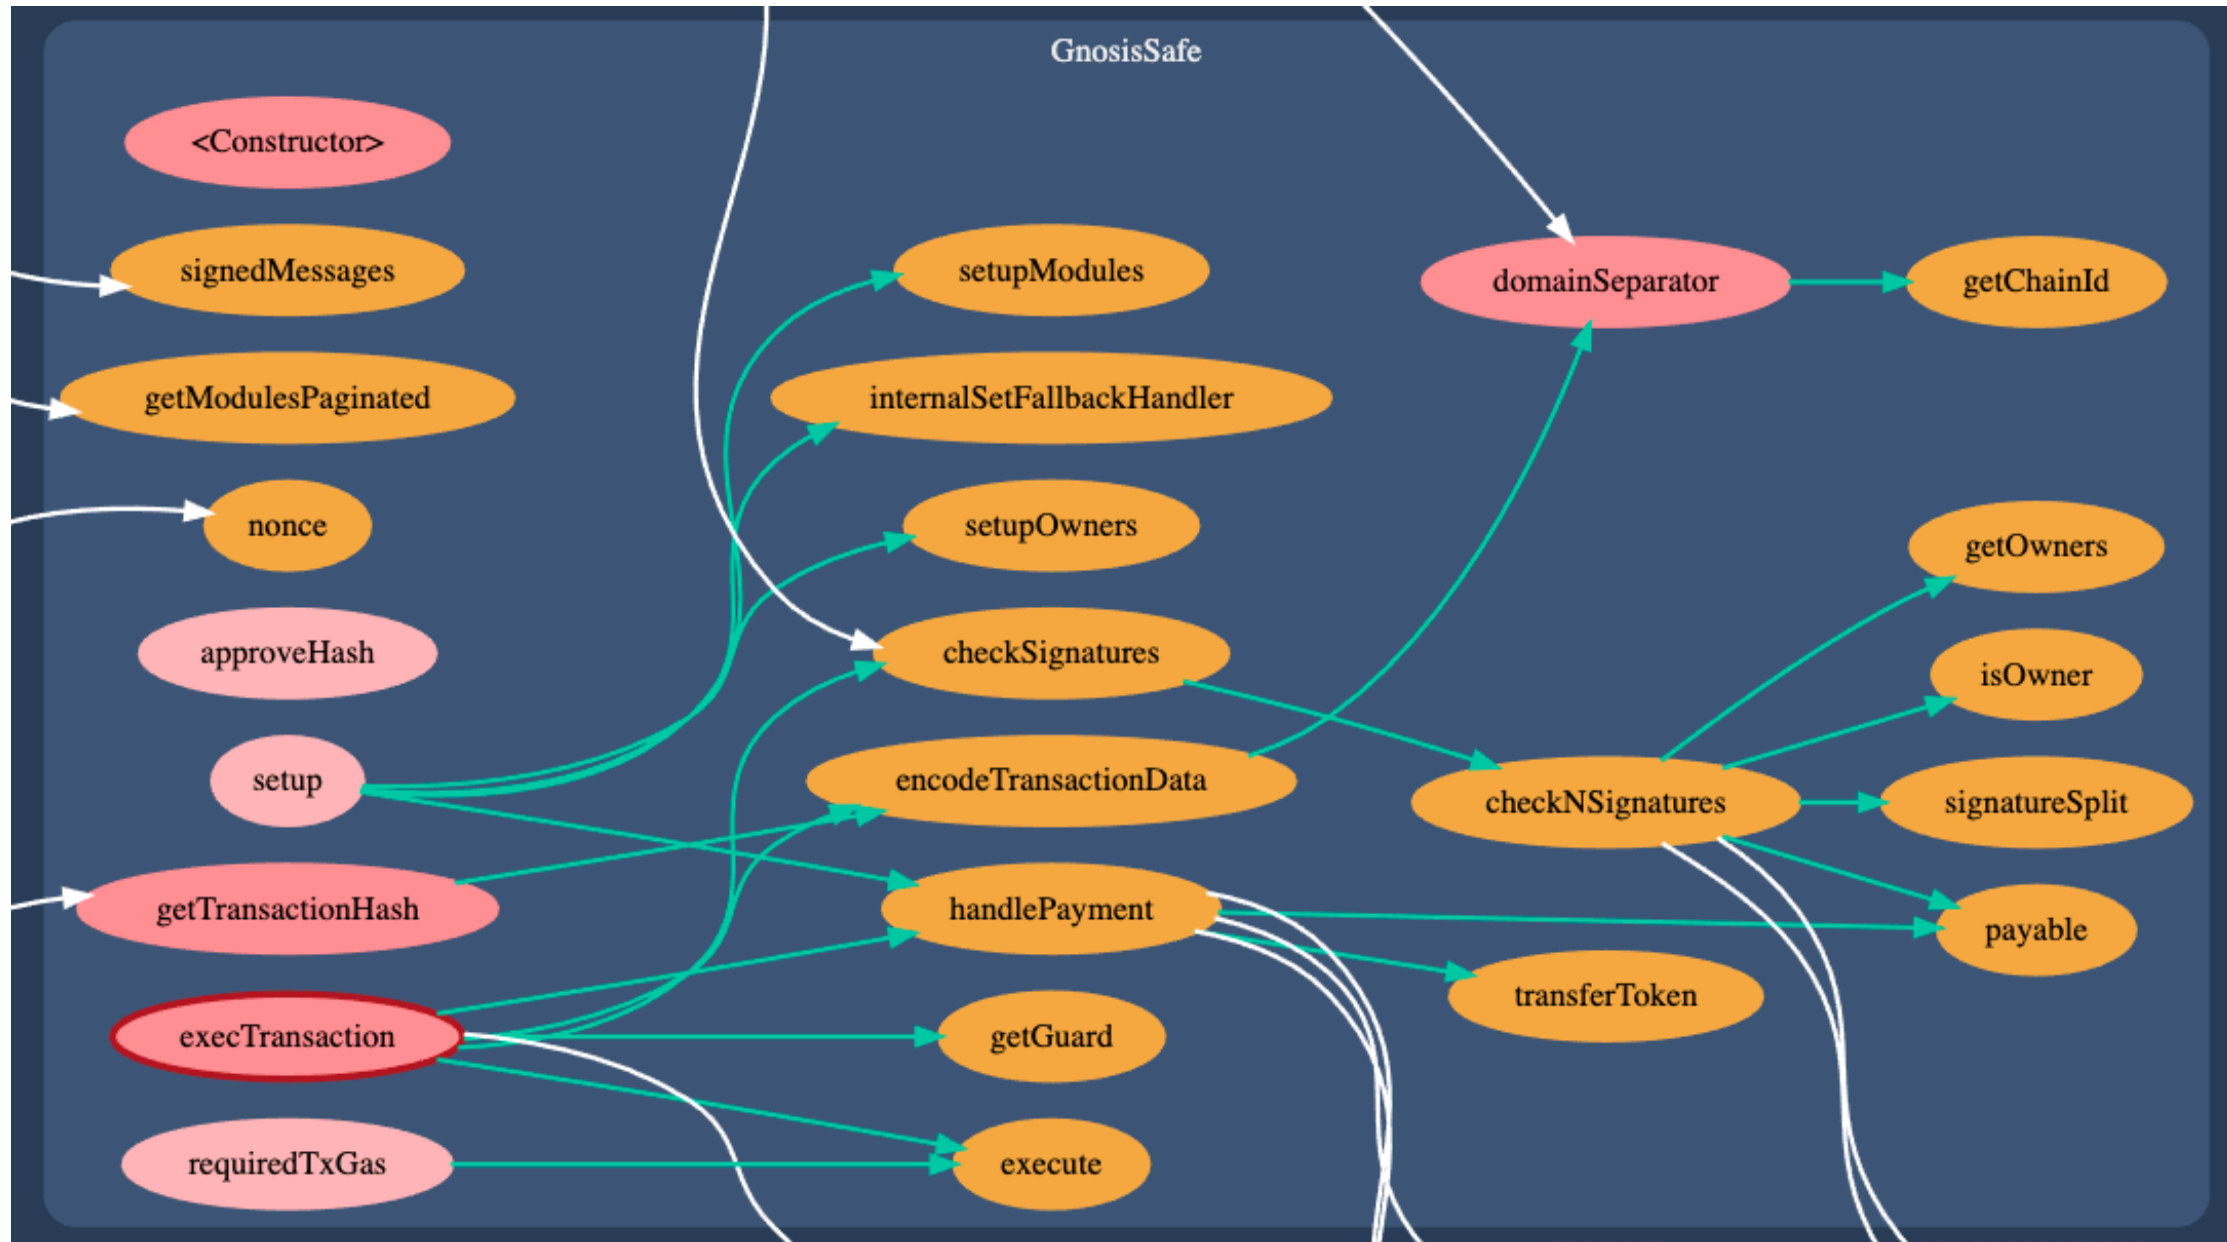 GnosisSafe
<Constructor>
signedMessages
getModulesPaginated
nonce
approveHash
setup
getTransactionHash
execTransaction
requiredTxGas
setupModules
internalSetFallbackHandler
setupOwners
checkSignatures
encodeTransactionData
handlePayment
getGuard
execute
domainSeparator
checkNSignatures
transferToken
getChainId
getOwners
isOwner
signatureSplit
payable